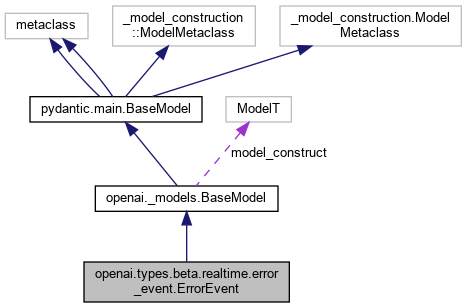 metaclass
_model_construction
::ModelMetaclass
_model_construction.Model
Metaclass
pydantic.main.BaseModel
ModelT
model_construct
openai._models.BaseModel
openai.types.beta.realtime.error
_event.ErrorEvent